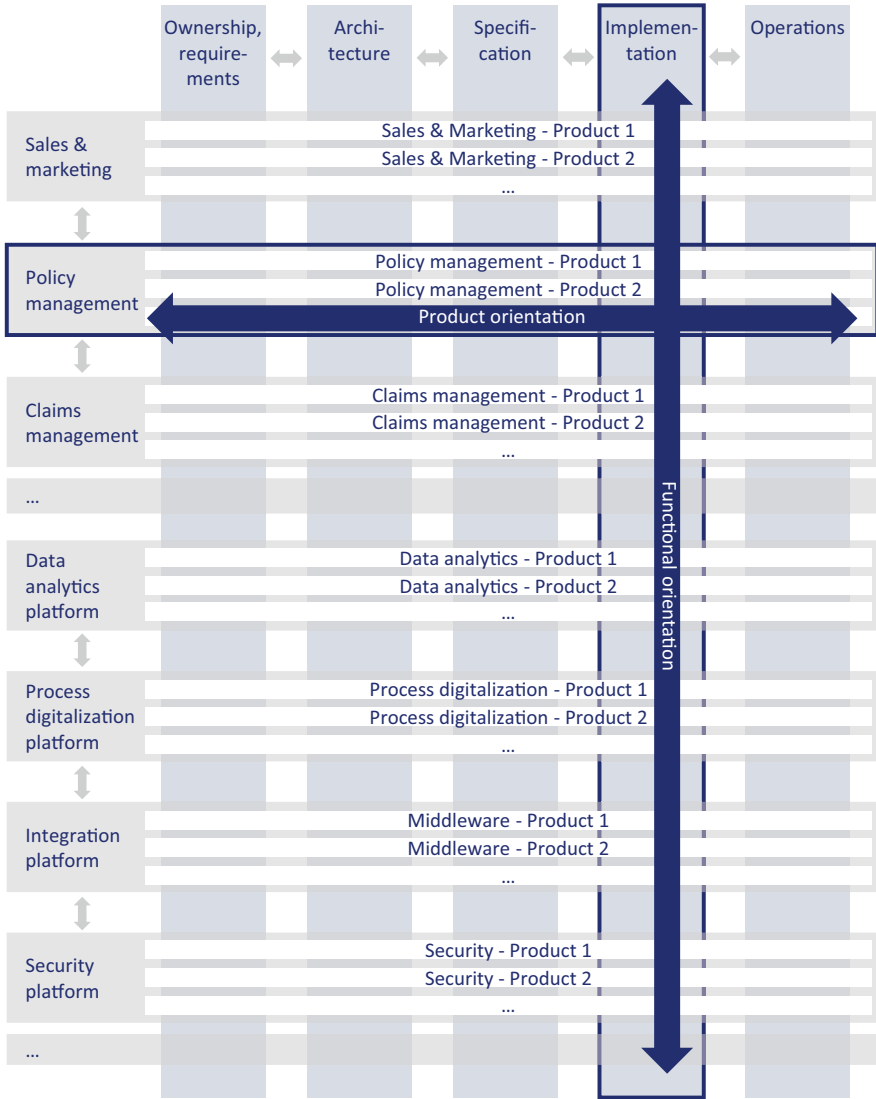 Ownership,
require-
ments
Archi-
tecture
Specifi-
cation
Implemen-
tation
Operations
Sales &
marketing
Sales & Marketing - Product 1
Sales & Marketing - Product 2
...
Policy
management
Policy management - Product 1
Policy management - Product 2
Product orientation
Claims
management
Claims management - Product 1
Claims management - Product 2
...
...
Functional orientation
Data
analytics
platform
Data analytics - Product 1
Data analytics - Product 2
...
Process
digitalization
platform
Process digitalization - Product 1
Process digitalization - Product 2
...
Integration
platform
Middleware - Product 1
Middleware - Product 2
...
Security
platform
Security - Product 1
Security - Product 2
...
...